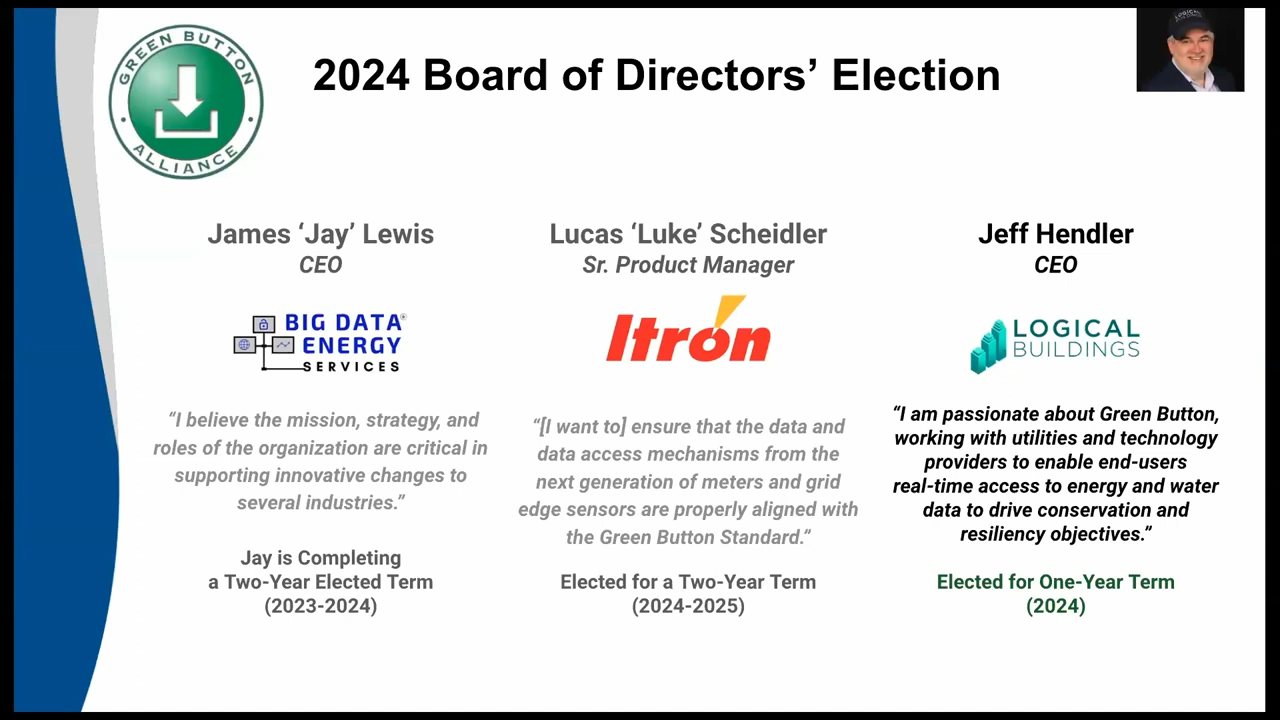 GREEN BUTTON
ALLIANCE
2024 Board of Directors’ Election
LOGICAL
James ‘Jay’ Lewis
CEO
BIG DATA
ENERGY
SERVICES
“I believe the mission, strategy, and
roles of the organization are critical in
supporting innovative changes to
several industries.”
Jay is Completing
a Two-Year Elected Term
(2023-2024)
Lucas ‘Luke’ Scheidler
Sr. Product Manager
Itron
“[I want to] ensure that the data and
data access mechanisms from the
next generation of meters and grid
edge sensors are properly aligned with
the Green Button Standard.”
Elected for a Two-Year Term
(2024-2025)
Jeff Hendler
CEO
LOGICAL
BUILDINGS
“I am passionate about Green Button,
working with utilities and technology
providers to enable end-users
real-time access to energy and water
data to drive conservation and
resiliency objectives.”
Elected for One-Year Term
(2024)